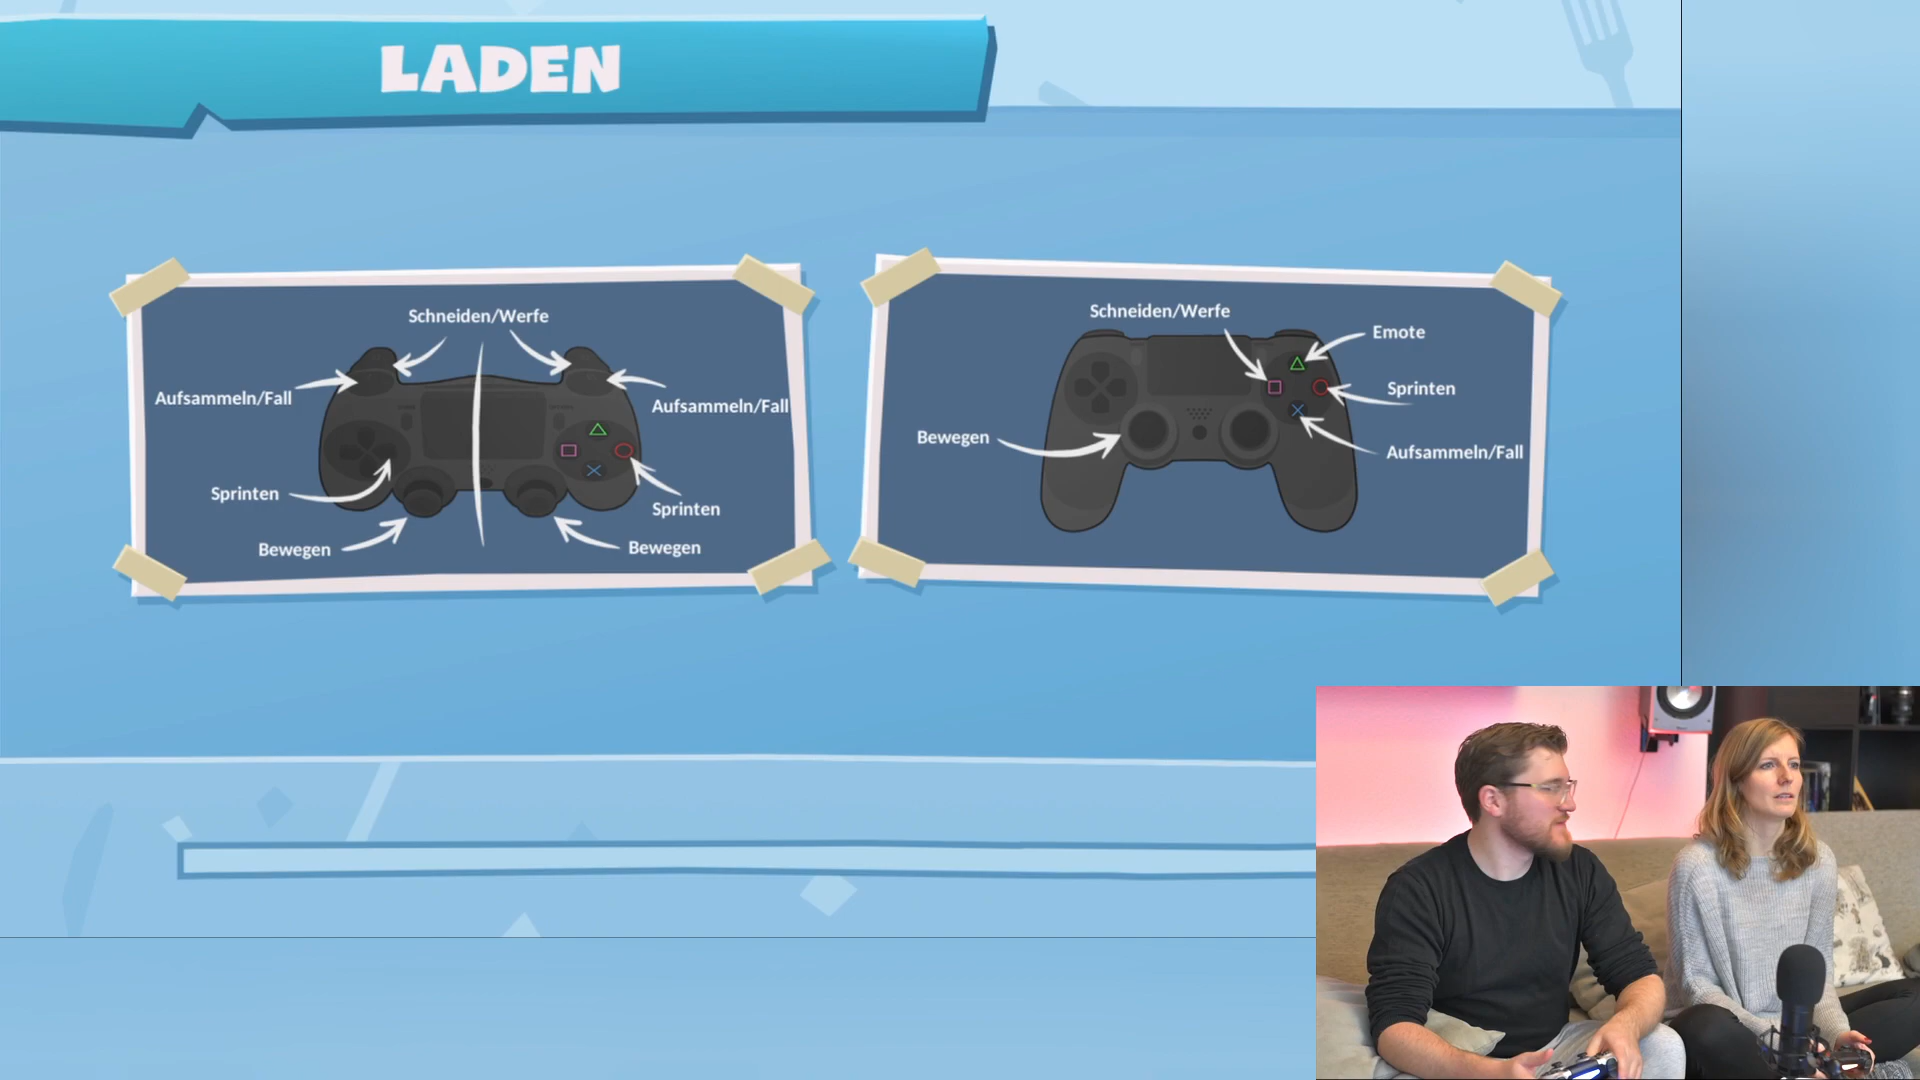 LADEN
Schneiden/Werfe
Aufsammeln/Fall
Aufsammeln/Fall
Sprinten
Sprinten
Bewegen
Bewegen
Schneiden/Werfe
Emote
Sprinten
Bewegen
Aufsammeln/Fall